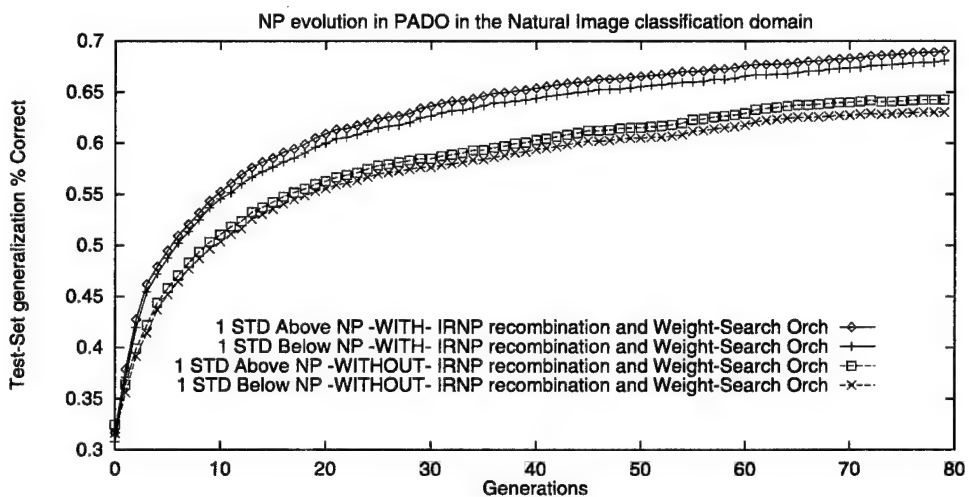 NP evolution in PADO in the Natural Image classification domain
Test-Set generalization % Correct
0.7
0.65
0.6
0.55
0.5
0.45
0.4
0.35
0.3
1 STD Above NP -WITH- IRNP recombination and Weight-Search Orch
1 STD Below NP -WITH- IRNP recombination and Weight-Search Orch
1 STD Above NP -WITHOUT- IRNP recombination and Weight-Search Orch
1 STD Below NP -WITHOUT- IRNP recombination and Weight-Search Orch
0 10 20 30 40 50 60 70 80
Generations